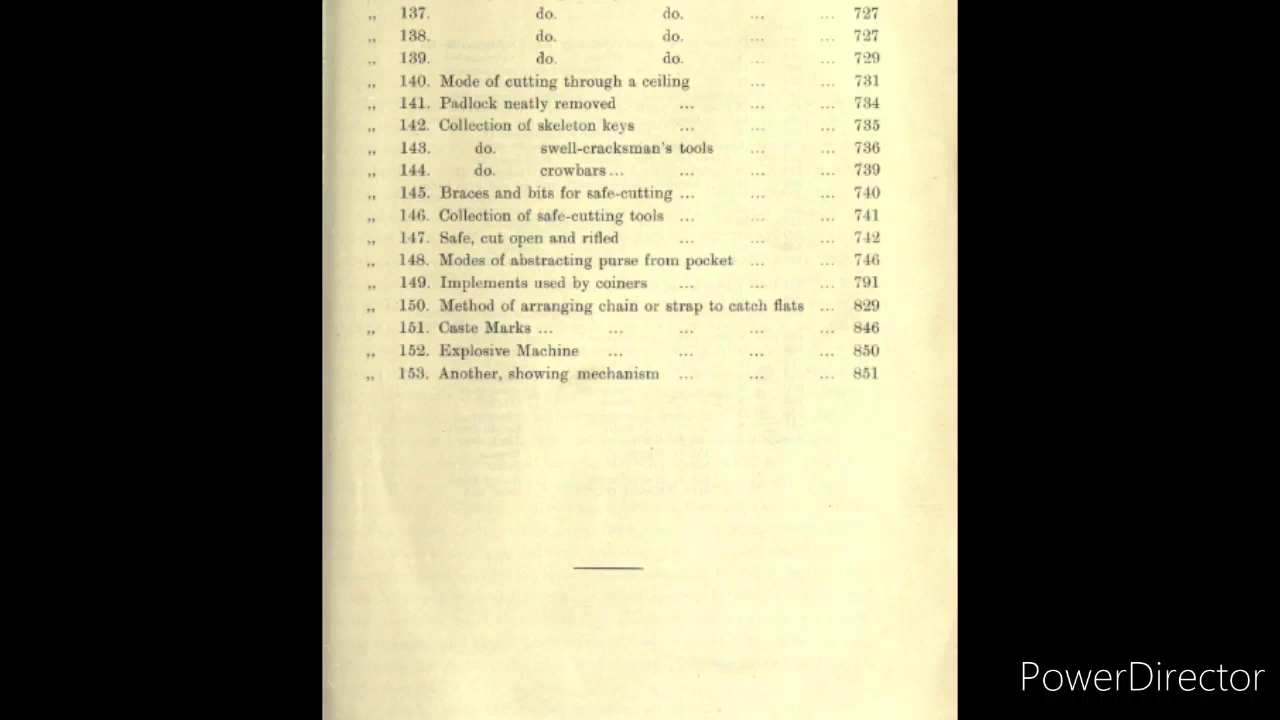 „ 137. do. do. ... ... 727
„ 138. do. do. ... ... 727
„ 139. do. do. ... ... 729
„ 140. Mode of cutting through a ceiling ... ... 731
„ 141. Padlock neatly removed ... ... ... 734
„ 142. Collection of skeleton keys ... ... ... 735
„ 143. do. swell-cracksman's tools ... ... 736
„ 144. do. crowbars ... ... ... ... 739
„ 145. Braces and bits for safe-cutting ... ... ... 740
„ 146. Collection of safe-cutting tools ... ... ... 741
„ 147. Safe, cut open and rifled ... ... ... 742
„ 148. Modes of abstracting purse from pocket ... ... 746
„ 149. Implements used by coiners ... ... ... 791
„ 150. Method of arranging chain or strap to catch flats ... 829
„ 151. Caste Marks ... ... ... ... ... 846
„ 152. Explosive Machine ... ... ... ... 850
„ 153. Another, showing mechanism ... ... ... 851
PowerDirector